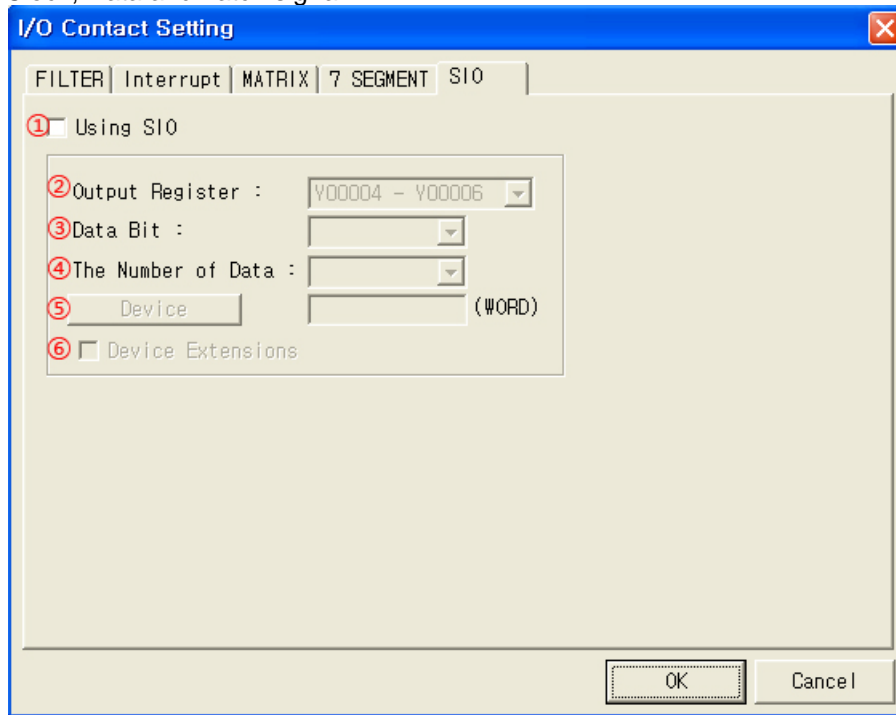 I/O Contact Setting
FILTER Interrupt MATRIX 7 SEGMENT SIO
① Using SIO
② Output Register : Y00004 - Y00006
③ Data Bit :
④ The Number of Data :
⑤ Device (WORD)
⑥ Device Extensions
OK Cancel